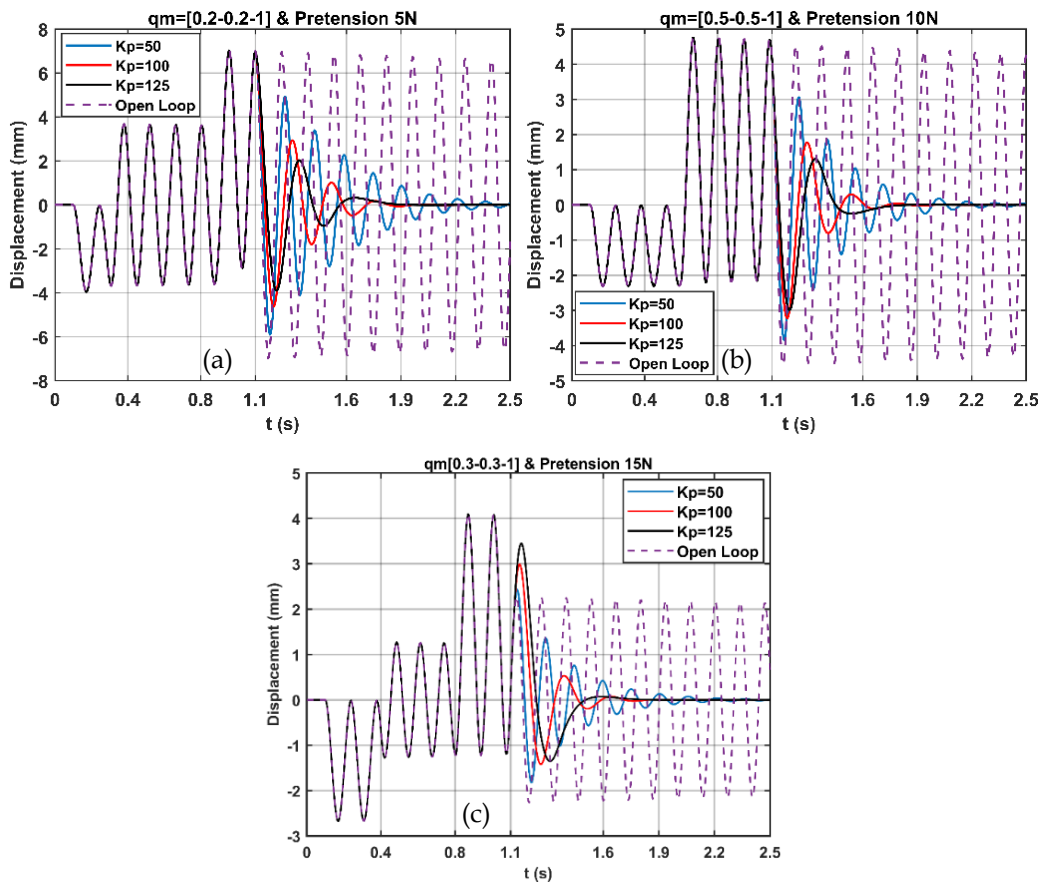 qm=[0.2-0.2-1] & Pretension 5N
Displacement (mm)
8
6
4
2
0
-2
-4
-6
-8
Kp=50
Kp=100
Kp=125
Open Loop
(a)
0
0.4
0.8
1.1
1.6
1.9
2.2
2.5
t (s)
qm=[0.5-0.5-1] & Pretension 10N
Displacement (mm)
5
4
3
2
1
0
-1
-2
-3
-4
-5
Kp=50
Kp=100
Kp=125
Open Loop
(b)
0
0.4
0.8
1.1
1.6
1.9
2.2
2.5
t (s)
qm[0.3-0.3-1] & Pretension 15N
Displacement (mm)
5
4
3
2
1
0
-1
-2
-3
Kp=50
Kp=100
Kp=125
Open Loop
(c)
0
0.4
0.8
1.1
1.6
1.9
2.2
2.5
t (s)